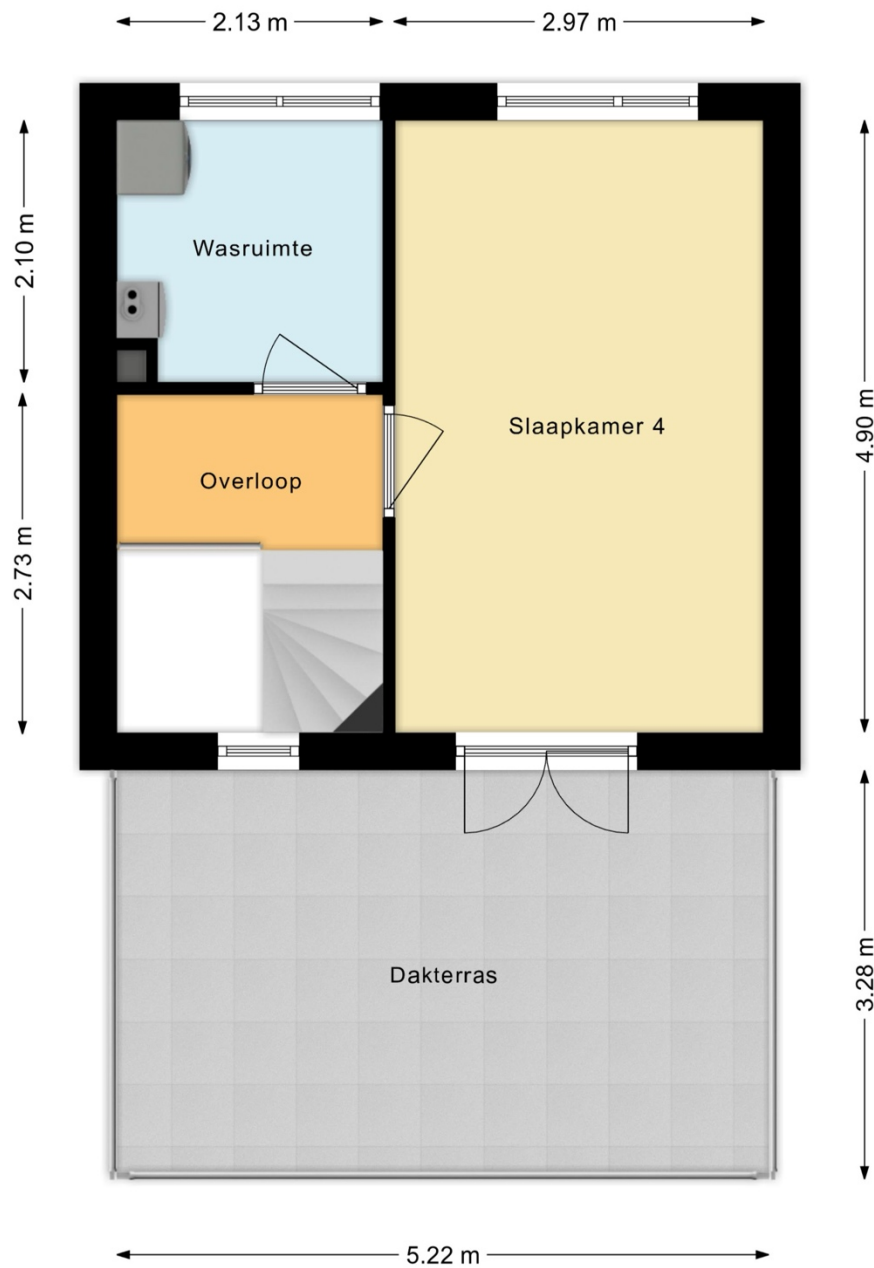 2.13 m
2.97 m
2.10 m
Wasruimte
4.90 m
Slaapkamer 4
Overloop
2.73 m
Dakterras
3.28 m
5.22 m